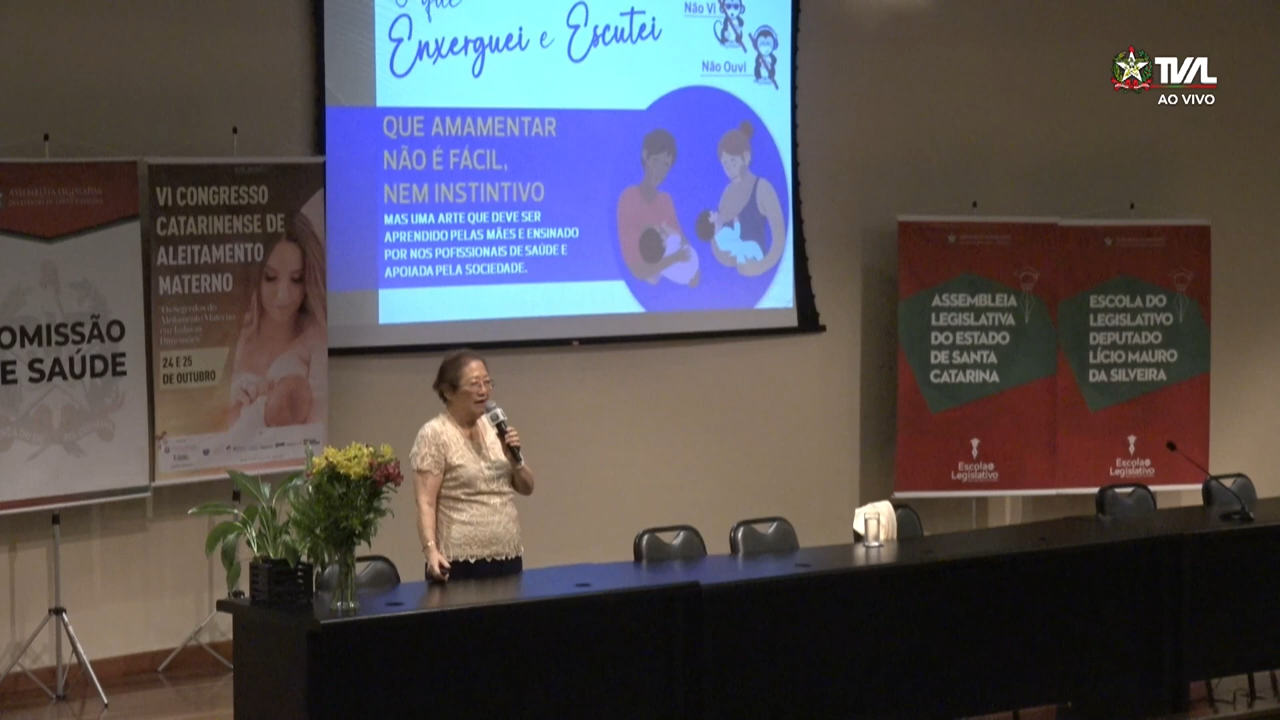 Enxerguei e Escutei
Não Vi
Não Ouvi
QUE AMAMENTAR
NÃO É FÁCIL,
NEM INSTINTIVO
MAS UMA ARTE QUE DEVE SER
APRENDIDO PELAS MÃES E ENSINADO
POR NOS POFISSIONAIS DE SAÚDE E
APOIADA PELA SOCIEDADE.
TVAL
AO VIVO
OMISSÃO
E SAÚDE
VI CONGRESSO
CATARINENSE DE
ALEITAMENTO
MATERNO
24 E 25
DE OUTUBRO
ASSEMBLEIA
LEGISLATIVA
DO ESTADO
DE SANTA
CATARINA
Escola
Legislativo
ESCOLA DO
LEGISLATIVO
DEPUTADO
LÍCIO MAURO
DA SILVEIRA
Escola
Legislativo